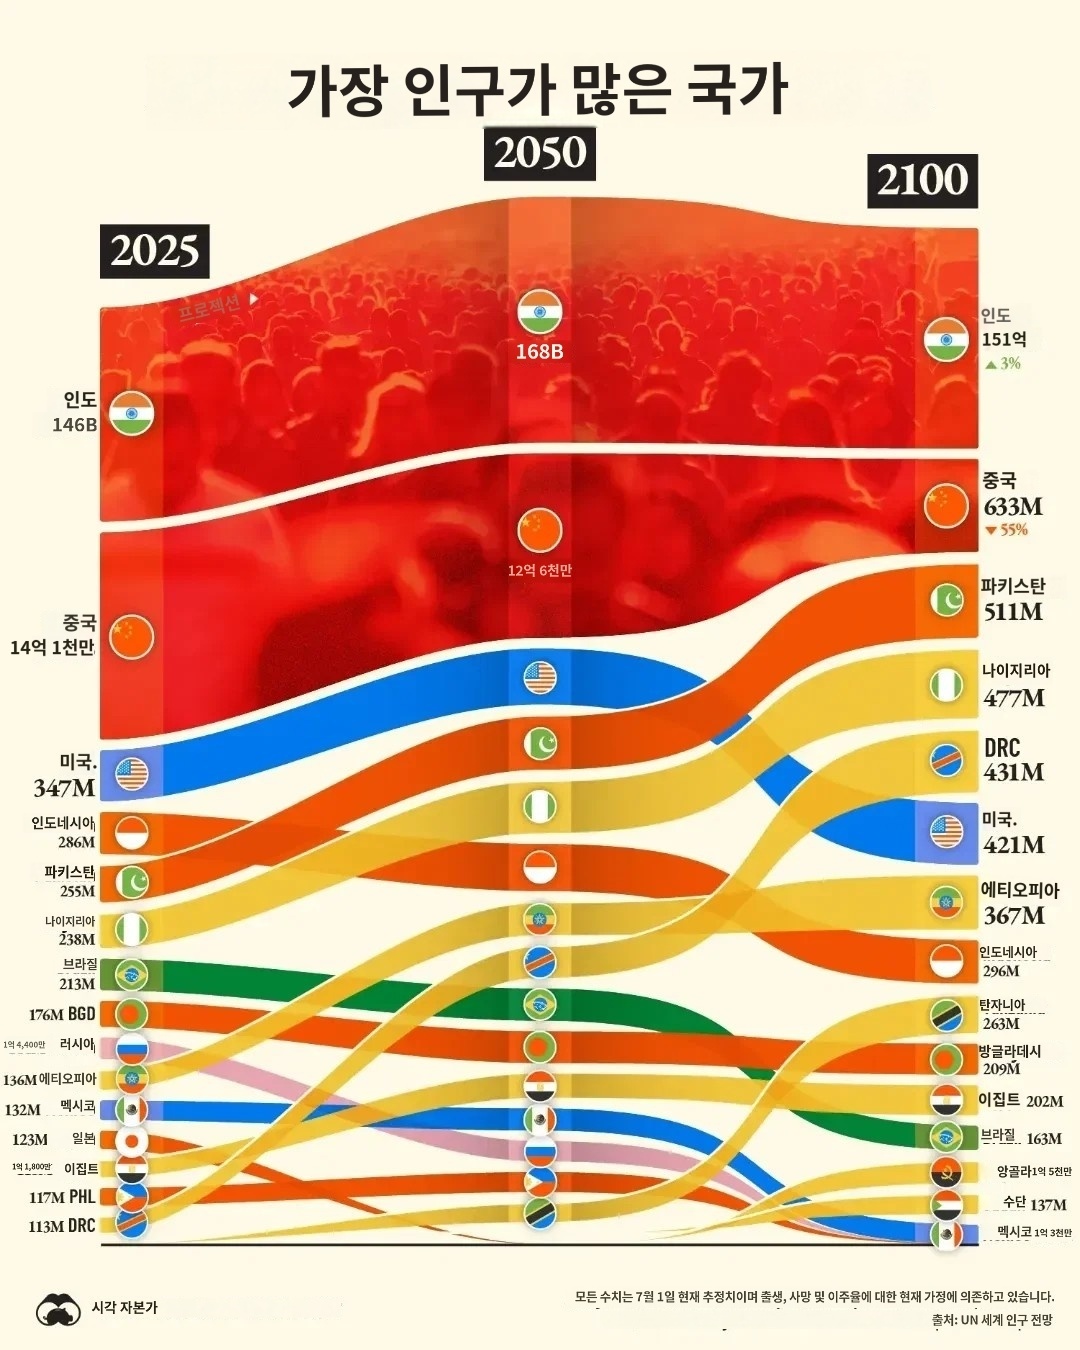 가장 인구가 많은 국가
2050
2100
2025
프로젝션
인도
146B
168B
인도
151억
3%
중국
14억 1천만
12억 6천만
중국
633M
55%
파키스탄
511M
나이지리아
477M
DRC
431M
미국.
421M
에티오피아
367M
인도네시아
296M
탄자니아
263M
방글라데시
209M
이집트 202M
브라질 163M
앙골라1억 5천만
수단 137M
멕시코 1억 3천만
미국.
347M
인도네시아
286M
파키스탄
255M
나이지리아
238M
브라질
213M
176M BGD
1억 4,400만 러시아
136M에티오피아
132M 멕시코
123M 일본
1억 1,800만 이집트
117M PHL
113M DRC
시각 자본가
모든 수치는 7월 1일 현재 추정치이며 출생, 사망 및 이주율에 대한 현재 가정에 의존하고 있습니다.
출처: UN 세계 인구 전망